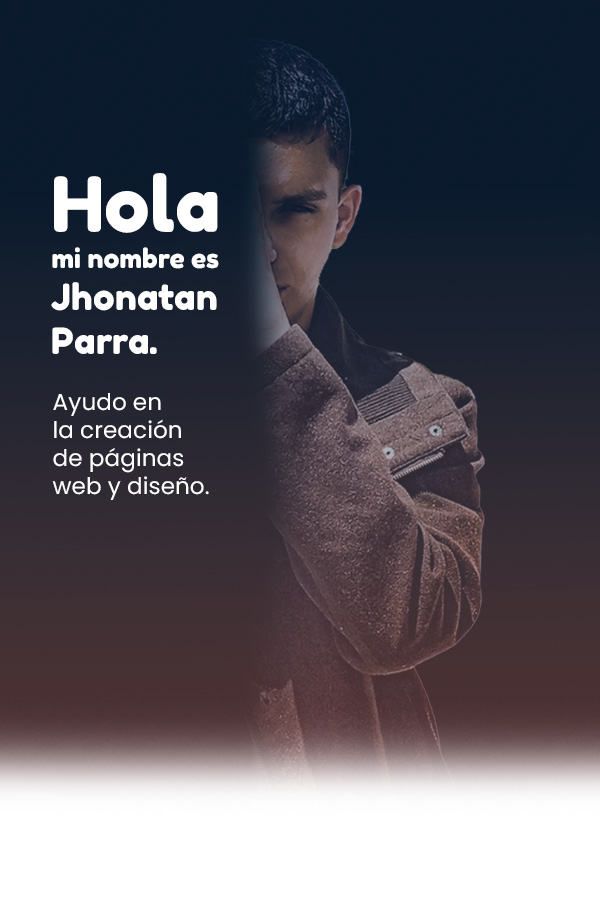 Hola
mi nombre es
Jhonatan
Parra.
Ayudo en
la creación
de páginas
web y diseño.